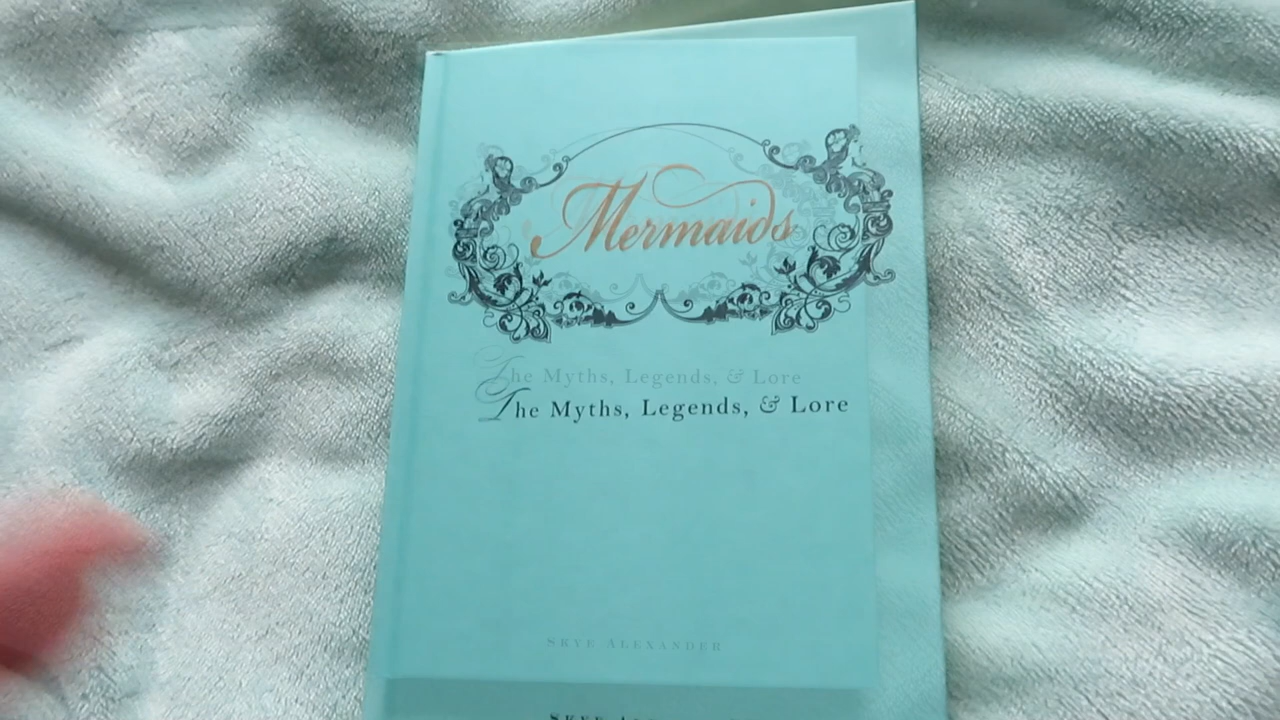 Mermaids
The Myths, Legends, & Lore
The Myths, Legends, & Lore
SKYE ALEXANDER